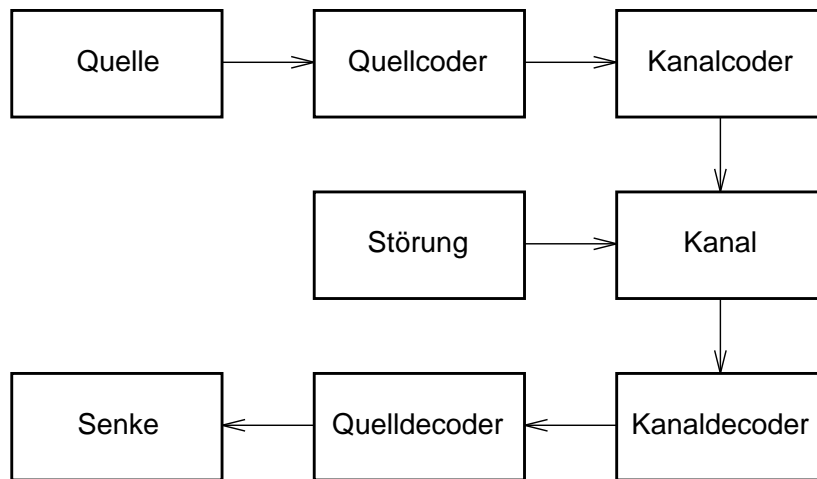 Quelle
Quellcoder
Kanalcoder
Störung
Kanal
Senke
Quelldecoder
Kanaldecoder